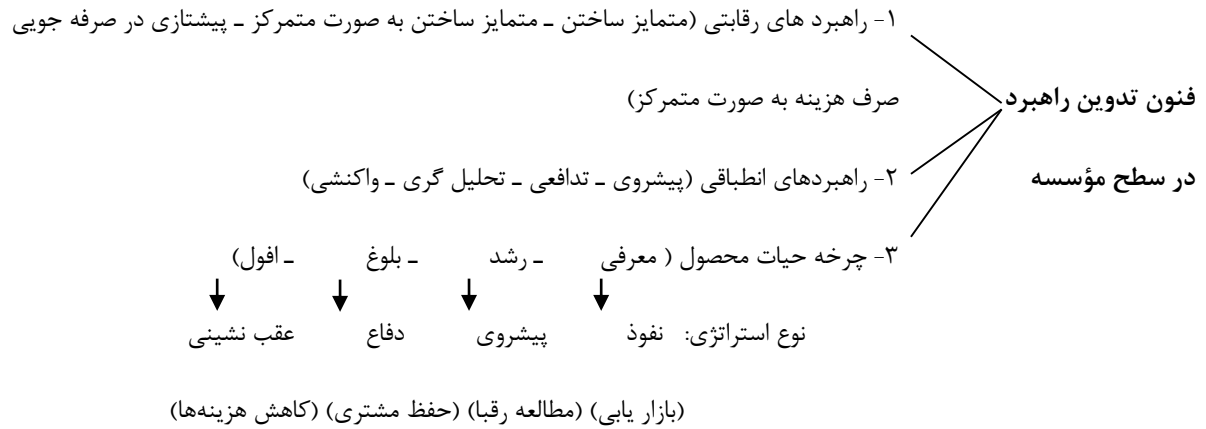 ۱- راهبرد های رقابتی (متمایز ساختن ـ متمایز ساختن به صورت متمرکز ـ پیشتازی در صرفه جویی
فنون تدوین راهبرد صرف هزینه به صورت متمرکز)
در سطح مؤسسه ۲- راهبردهای انطباقی (پیشروی ـ تدافعی ـ تحلیل گری ـ واکنشی)
۳- چرخه حیات محصول ( معرفی ـ رشد ـ بلوغ ـ افول)
نوع استراتژی: نفوذ پیشروی دفاع عقب نشینی
(بازار یابی) (مطالعه رقبا) (حفظ مشتری) (کاهش هزینه‌ها)